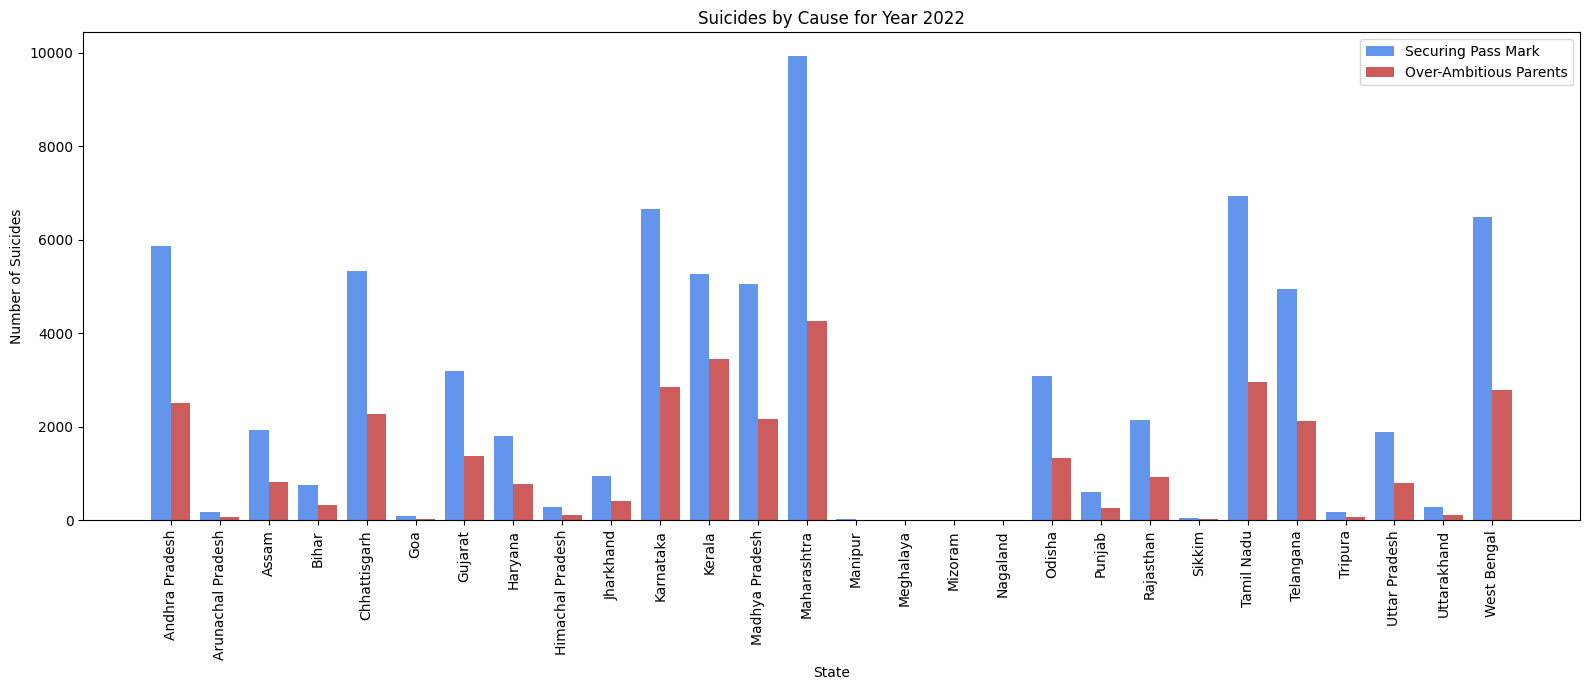 Suicides by Cause for Year 2022
Securing Pass Mark
Over-Ambitious Parents
Number of Suicides
10000
8000
6000
4000
2000
0
Andhra Pradesh
Arunachal Pradesh
Assam
Bihar
Chhattisgarh
Goa
Gujarat
Haryana
Himachal Pradesh
Jharkhand
Karnataka
Kerala
Madhya Pradesh
Maharashtra
Manipur
Meghalaya
Mizoram
Nagaland
Odisha
Punjab
Rajasthan
Sikkim
Tamil Nadu
Telangana
Tripura
Uttar Pradesh
Uttarakhand
West Bengal
State